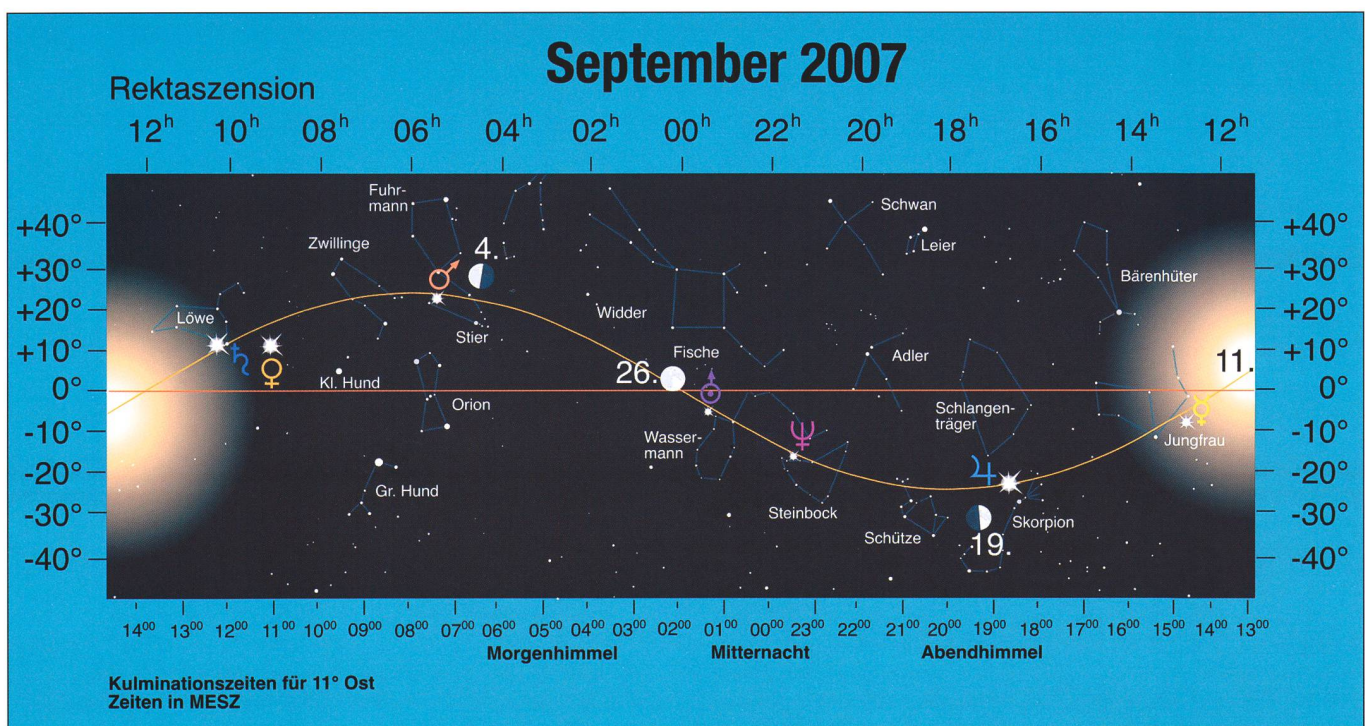 September 2007
Rektaszension
12ʰ 10ʰ 08ʰ 06ʰ 04ʰ 02ʰ 00ʰ 22ʰ 20ʰ 18ʰ 16ʰ 14ʰ 12ʰ
Fuhr-
mann
Schwan
+40° +40°
Zwillinge
4.
Leier
+30° +30°
Bärenhüter
+20° +20°
Löwe
Widder
Stier
+10° +10°
Fische
Adler
11.
Kl. Hund
26.
0° 0°
Orion
Schlangen-
träger
-10° -10°
Wasser-
mann
Jungfrau
-20° -20°
Gr. Hund
Steinbock
Skorpion
-30° -30°
Schütze
19.
-40° -40°
14⁰⁰ 13⁰⁰ 12⁰⁰ 11⁰⁰ 10⁰⁰ 09⁰⁰ 08⁰⁰ 07⁰⁰ 06⁰⁰ 05⁰⁰ 04⁰⁰ 03⁰⁰ 02⁰⁰ 01⁰⁰ 00⁰⁰ 23⁰⁰ 22⁰⁰ 21⁰⁰ 20⁰⁰ 19⁰⁰ 18⁰⁰ 17⁰⁰ 16⁰⁰ 15⁰⁰ 14⁰⁰ 13⁰⁰
Morgenhimmel Mitternacht Abendhimmel
Kulminationszeiten für 11° Ost
Zeiten in MESZ